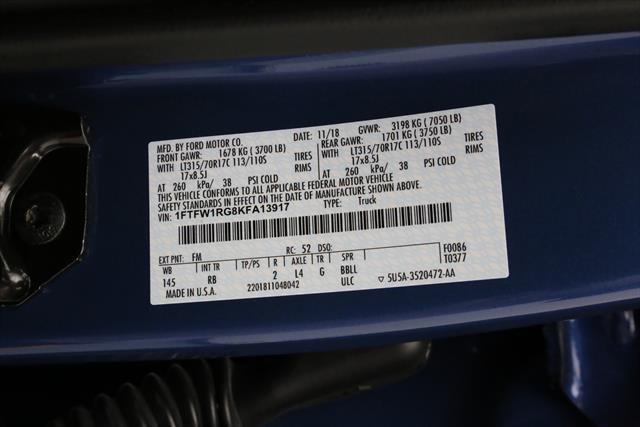 MFD. BY FORD MOTOR CO. 11/18 GVWR: 3198 KG ( 7050 LB)
FRONT GAWR: 1678 KG ( 3700 LB) REAR GAWR: 1701 KG ( 3750 LB)
WITH LT315/70R17C 113/110S TIRES WITH LT315/70R17C 113/110S TIRES
17x8.5J RIMS 17x8.5J RIMS
AT 260 kPa/ 38 PSI COLD AT 260 kPa/ 38 PSI COLD
THIS VEHICLE CONFORMS TO ALL APPLICABLE FEDERAL MOTOR VEHICLE
SAFETY STANDARDS IN EFFECT ON THE DATE OF MANUFACTURE SHOWN ABOVE.
VIN: 1FTFW1RG8KFA13917 TYPE: Truck
EXT PNT: FM RC: 52 DSO: F0086
WB INT TR TP/PS R AXLE TR SPR T0377
145 RB 2 L4 G BBLL
MADE IN U.S.A. 2201811048042 ULC ▽ 5U5A-3520472-AA